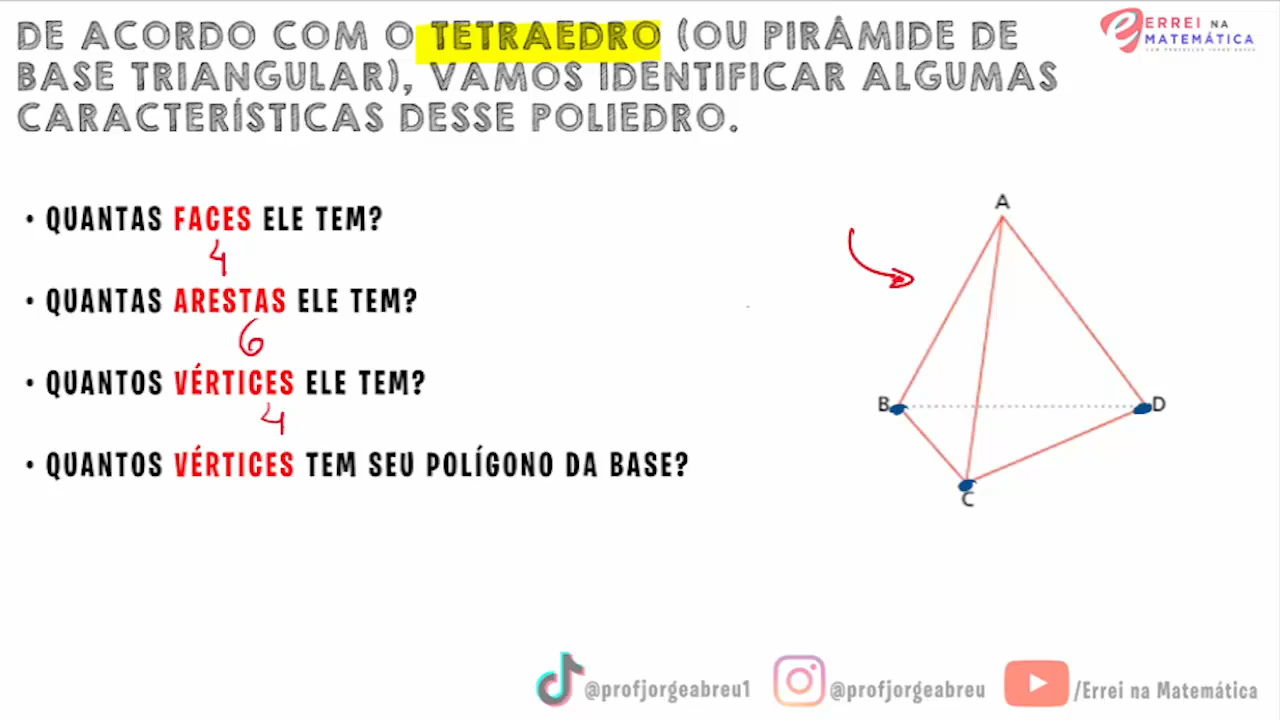 DE ACORDO COM O TETRAEDRO (OU PIRÂMIDE DE
BASE TRIANGULAR), VAMOS IDENTIFICAR ALGUMAS
CARACTERÍSTICAS DESSE POLIEDRO.
ERREI NA
MATEMÁTICA
• QUANTAS FACES ELE TEM?
4
• QUANTAS ARESTAS ELE TEM?
6
• QUANTOS VÉRTICES ELE TEM?
4
• QUANTOS VÉRTICES TEM SEU POLÍGONO DA BASE?
A
B
D
C
@profjorgeabreu1
@profjorgeabreu
/Errei na Matemática